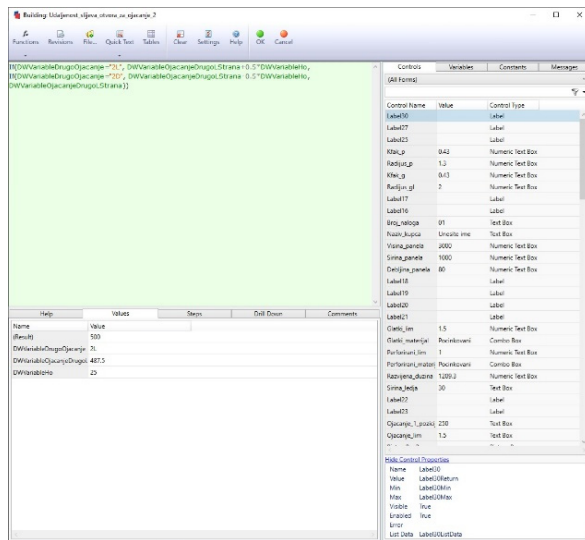 Building: Udaljenost_slijeva_otvora_za_ojacanje_2
Functions Revisions File... Quick Text Tables Clear Settings Help OK Cancel
If(DWVariableDrugoOjacanje="2L", DWVariableOjacanjeDrugoLStrana+0.5*DWVariableHo,
If(DWVariableDrugoOjacanje="2D", DWVariableOjacanjeDrugoLStrana-0.5*DWVariableHo,
DWVariableOjacanjeDrugoLStrana))
Help Values Steps Drill Down Comments
Name Value
(Result) 500
DWVariableDrugoOjacanje 2L
DWVariableOjacanjeDrugoL 487.5
DWVariableHo 25
Controls Variables Constants Messages
(All Forms)
Control Name Value Control Type
Label30 Label
Label27 Label
Label25 Label
Kfak_p 0.43 Numeric Text Box
Radijus_p 1.5 Numeric Text Box
Kfak_g 0.43 Numeric Text Box
Radijus_gl 2 Numeric Text Box
Label17 Label
Label16 Label
Broj_naloga 01 Text Box
Naziv_kupca Unesite ime Text Box
Visina_panela 3000 Numeric Text Box
Sirina_panela 1000 Numeric Text Box
Debljina_panela 80 Numeric Text Box
Label18 Label
Label19 Label
Label20 Label
Label21 Label
Glatki_lim 1.5 Numeric Text Box
Glatki_materijal Pocinkovani Combo Box
Perforirani_lim 1 Numeric Text Box
Perforirani_materi Pocinkovani Combo Box
Razvijena_duzina 1209.3 Numeric Text Box
Sirina_ledja 30 Text Box
Label22 Label
Label23 Label
Ojacanje_1_pozici 250 Text Box
Ojacanje_lim 1.5 Text Box
Hide Control Properties
Name Label30
Value Label30Return
Min Label30Min
Max Label30Max
Visible True
Enabled True
Error
List Data Label30ListData